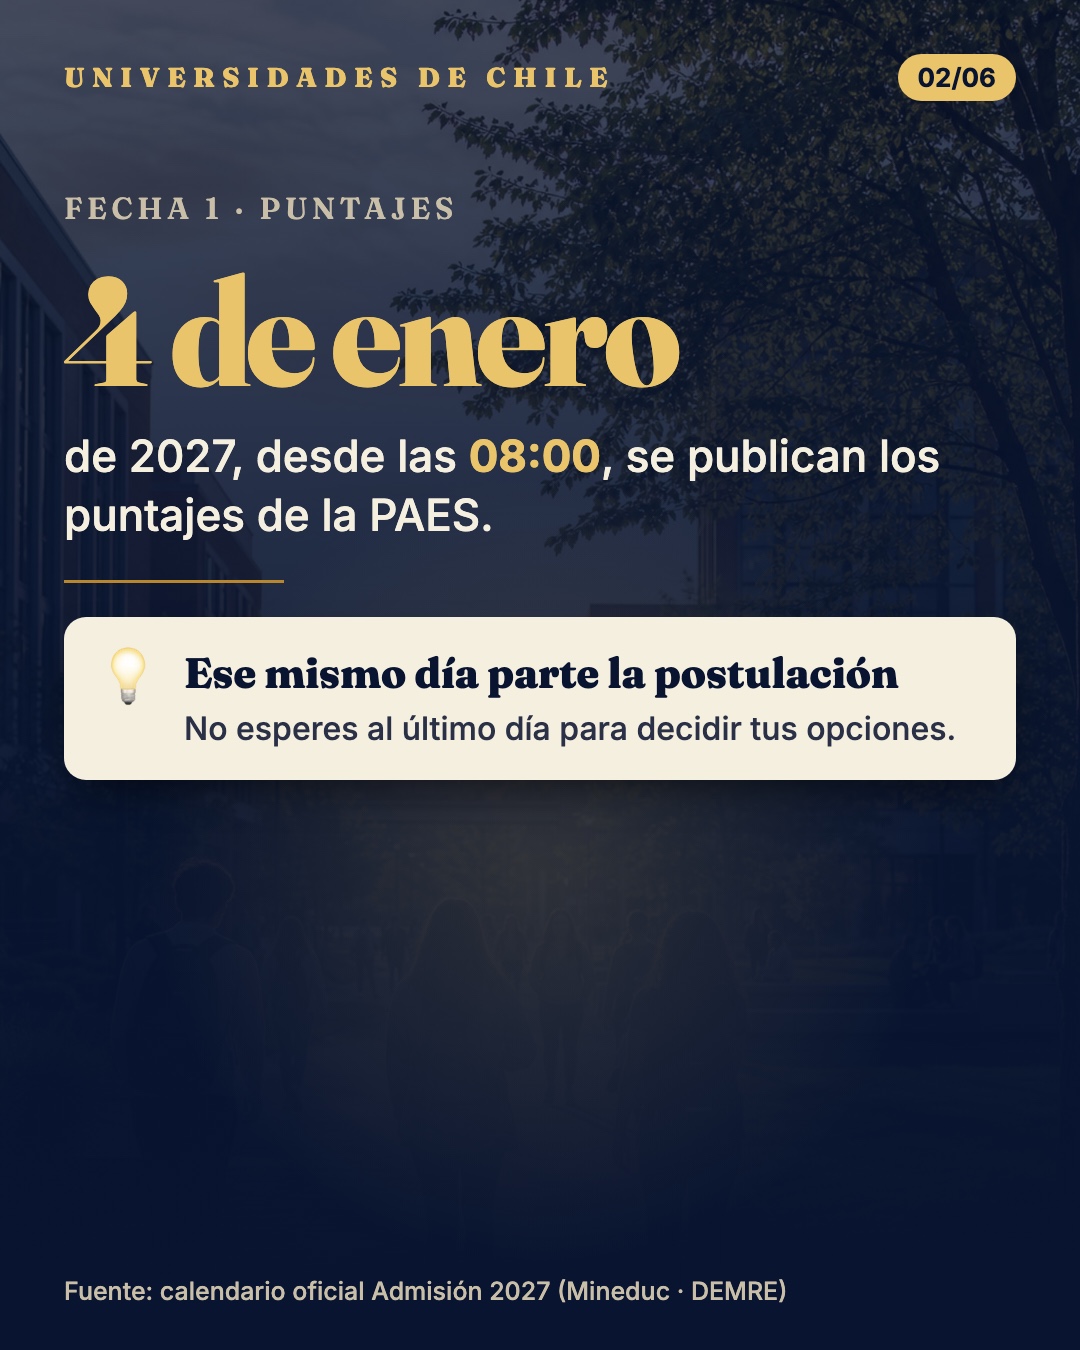 UNIVERSIDADES DE CHILE
02/06
FECHA 1 · PUNTAJES
4 de enero
de 2027, desde las 08:00, se publican los
puntajes de la PAES.
Ese mismo día parte la postulación
No esperes al último día para decidir tus opciones.
Fuente: calendario oficial Admisión 2027 (Mineduc · DEMRE)